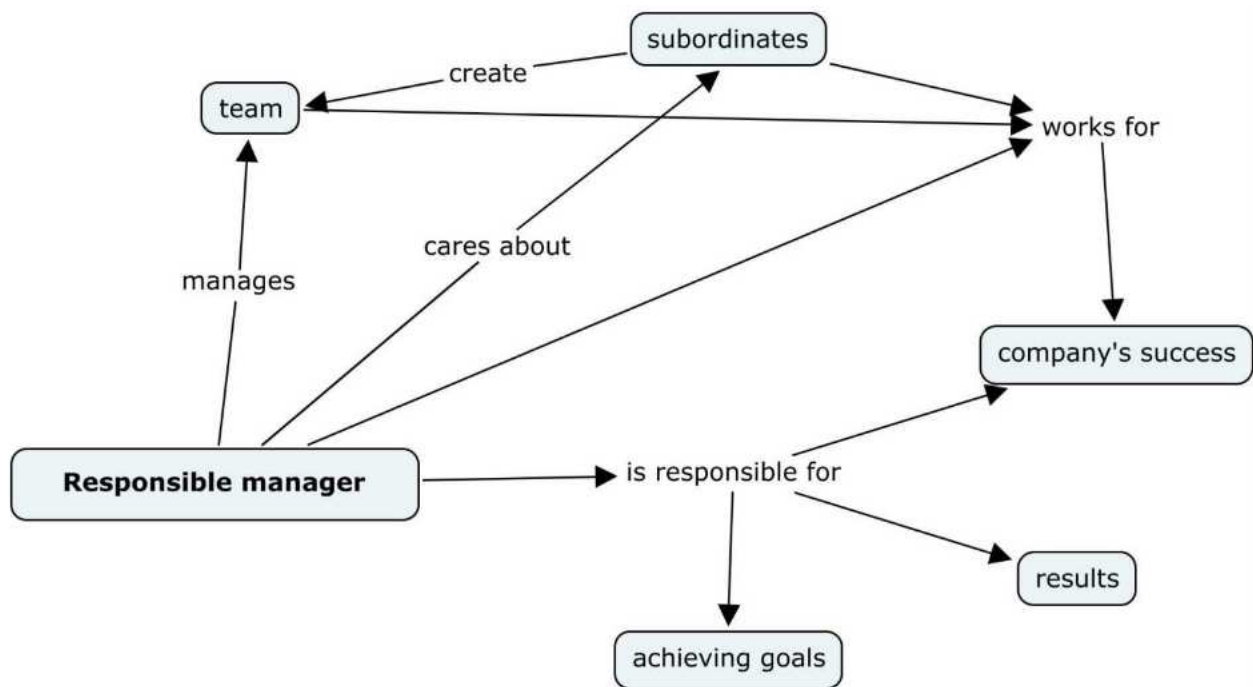 subordinates
create
team
works for
cares about
manages
company's success
Responsible manager
is responsible for
results
achieving goals